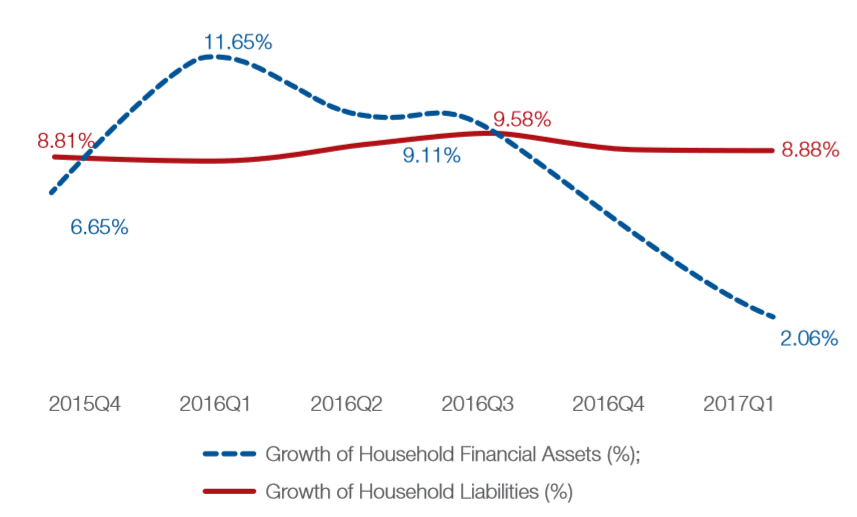 11.65%
8.81%
9.58%
9.11%
8.88%
6.65%
2.06%
2015Q4 2016Q1 2016Q2 2016Q3 2016Q4 2017Q1
Growth of Household Financial Assets (%);
Growth of Household Liabilities (%)